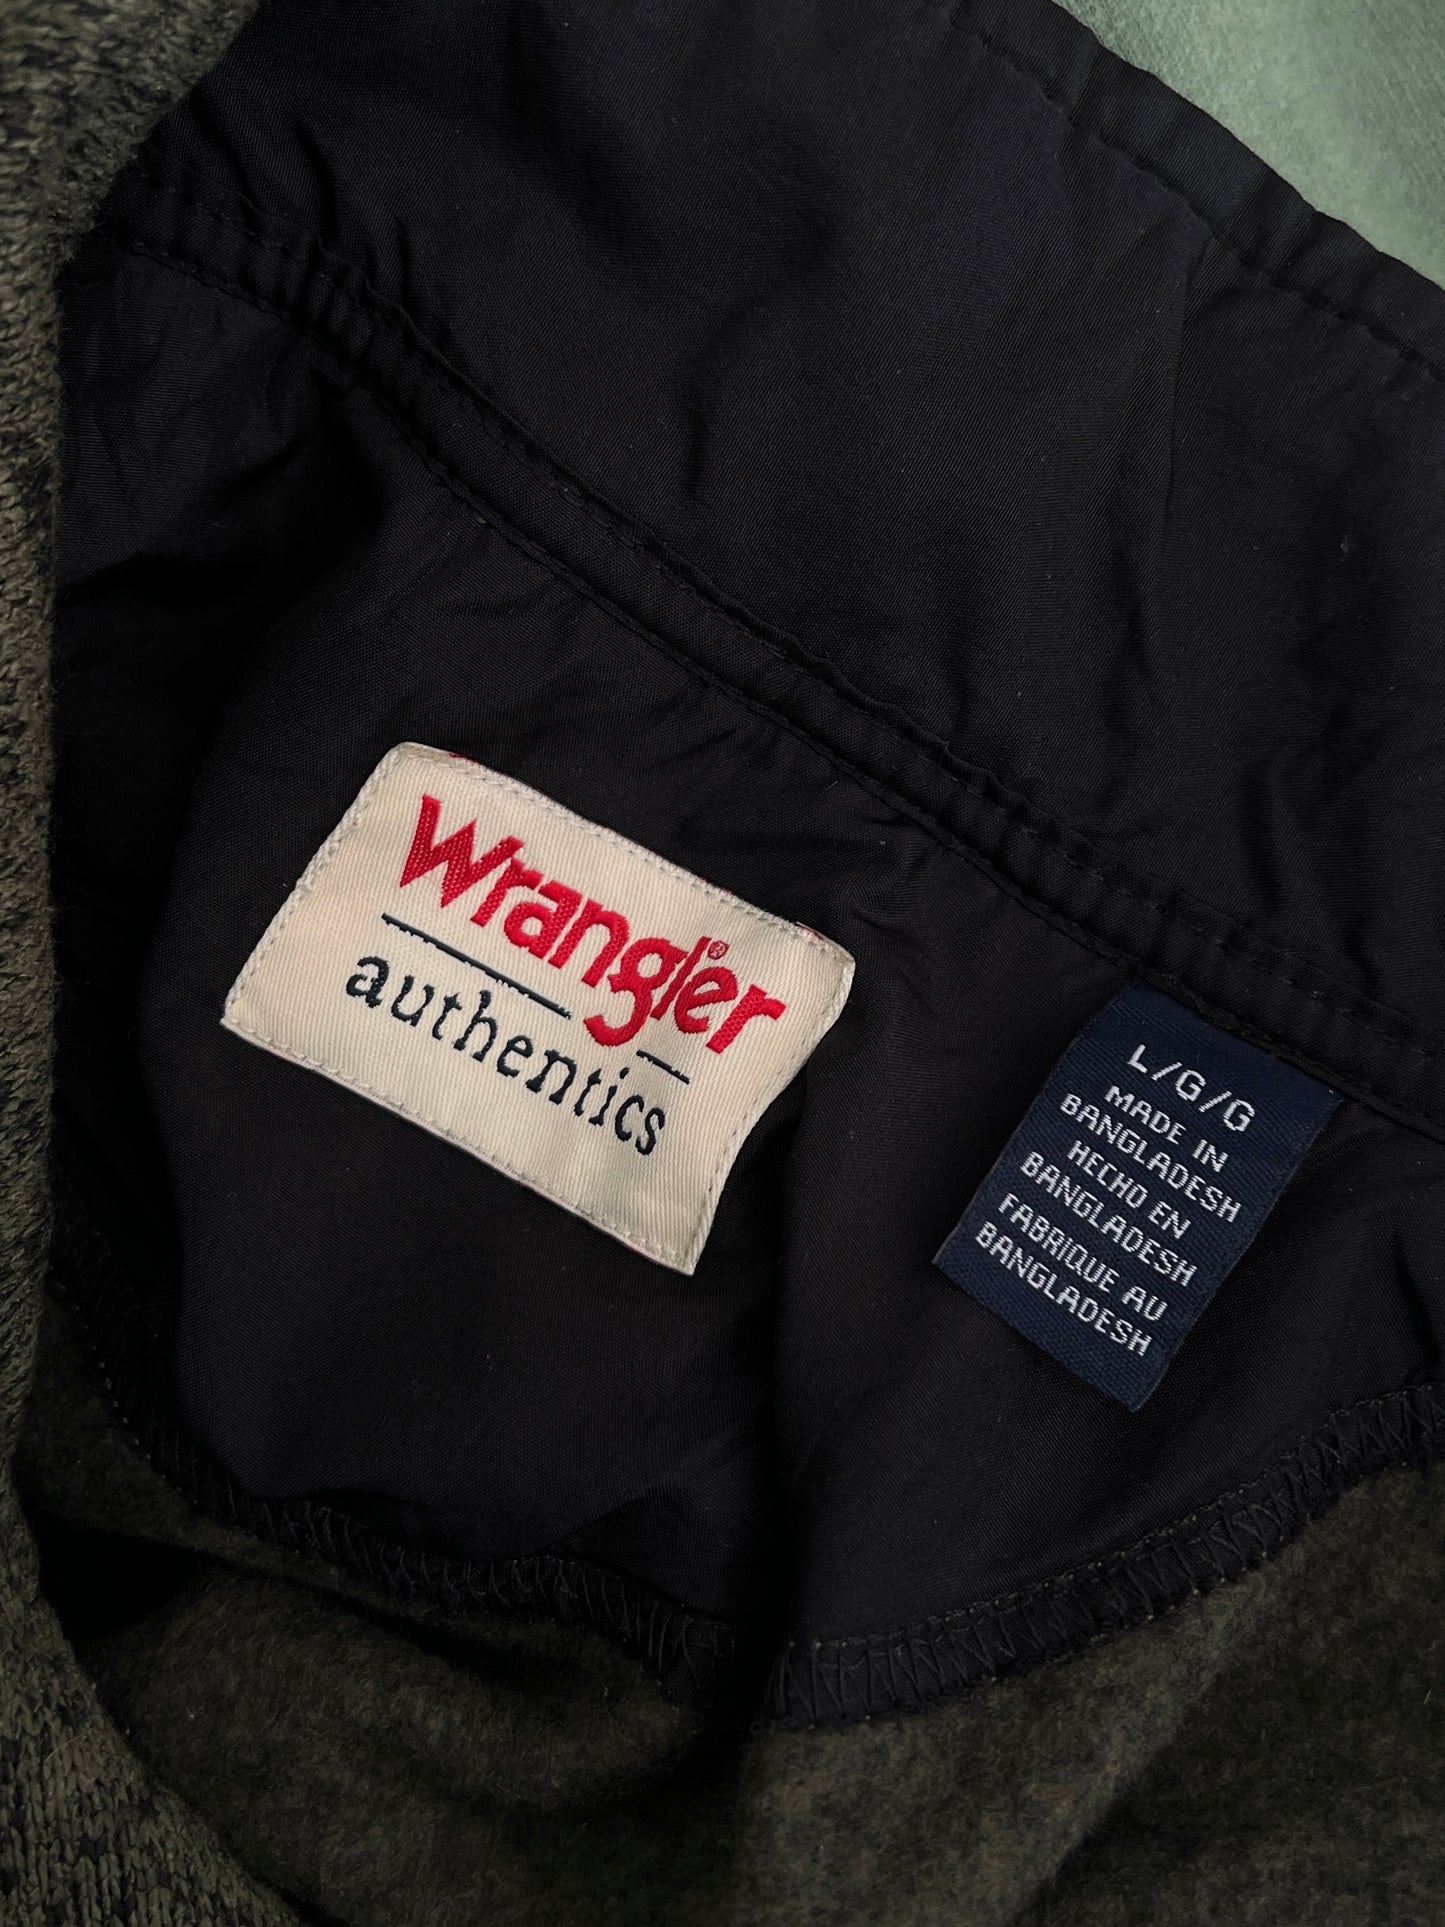 Wrangler®
authentics
L/G/G
MADE IN
BANGLADESH
HECHO EN
BANGLADESH
FABRIQUE AU
BANGLADESH